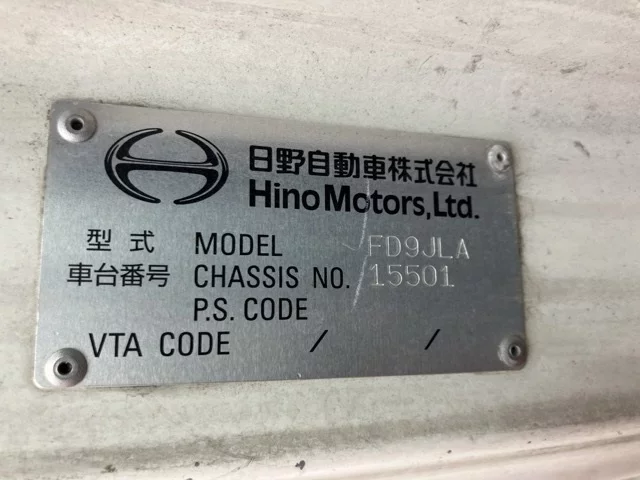 日野自動車株式会社
Hino Motors, Ltd.
型式 MODEL FD9JLA
車台番号 CHASSIS NO. 15501
P.S. CODE
VTA CODE / /